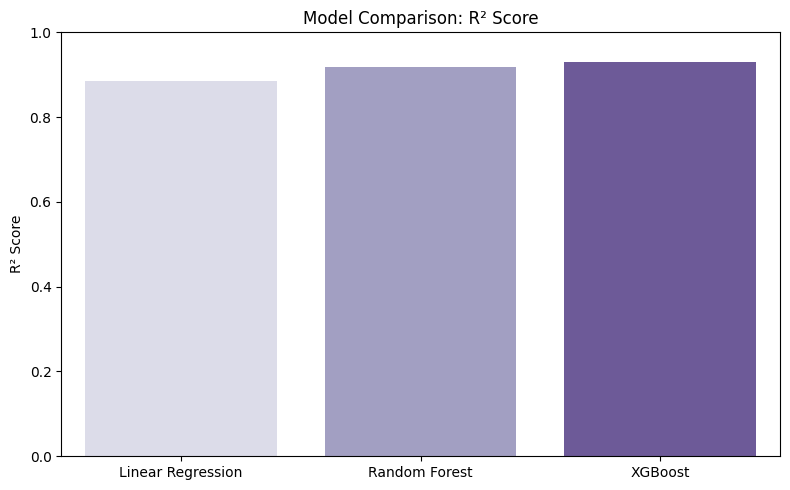 Model Comparison: R² Score
R² Score
1.0
0.8
0.6
0.4
0.2
0.0
Linear Regression
Random Forest
XGBoost